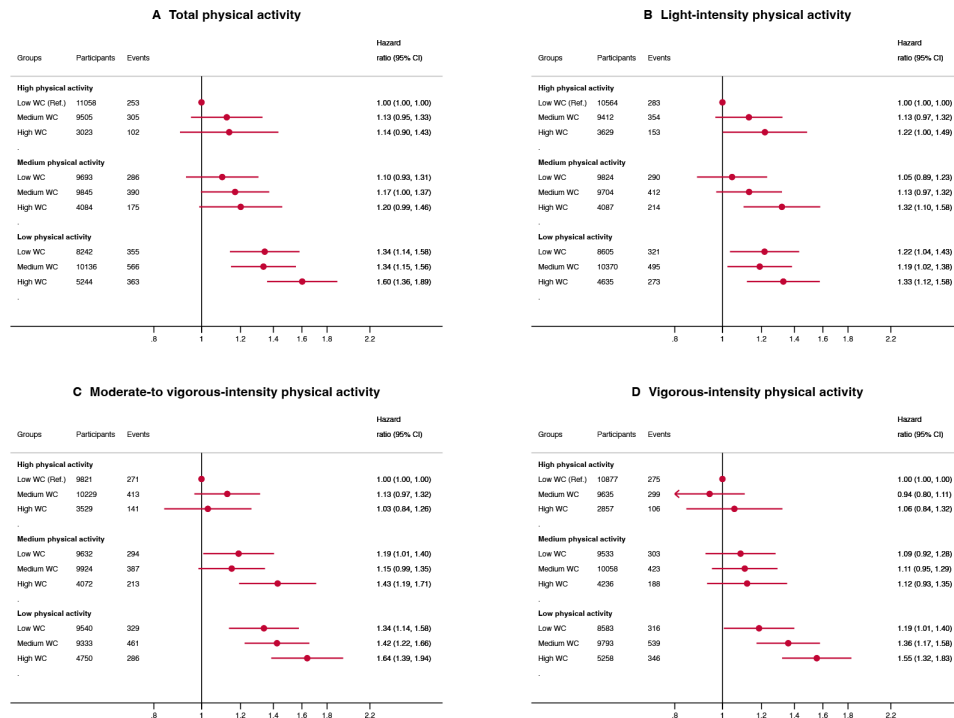 A Total physical activity
Hazard
Groups Participants Events ratio (95% CI)
High physical activity
Low WC (Ref.) 11058 253 1.00 (1.00, 1.00)
Medium WC 9505 305 1.13 (0.95, 1.33)
High WC 3023 102 1.14 (0.90, 1.43)
.
Medium physical activity
Low WC 9693 286 1.10 (0.93, 1.31)
Medium WC 9845 390 1.17 (1.00, 1.37)
High WC 4084 175 1.20 (0.99, 1.46)
.
Low physical activity
Low WC 8242 355 1.34 (1.14, 1.58)
Medium WC 10136 566 1.34 (1.15, 1.56)
High WC 5244 363 1.60 (1.36, 1.89)
.
.8 1 1.2 1.4 1.6 1.8 2.2
B Light-intensity physical activity
Hazard
Groups Participants Events ratio (95% CI)
High physical activity
Low WC (Ref.) 10564 283 1.00 (1.00, 1.00)
Medium WC 9412 354 1.13 (0.97, 1.32)
High WC 3629 153 1.22 (1.00, 1.49)
.
Medium physical activity
Low WC 9824 290 1.05 (0.89, 1.23)
Medium WC 9704 412 1.13 (0.97, 1.32)
High WC 4087 214 1.32 (1.10, 1.58)
.
Low physical activity
Low WC 8605 321 1.22 (1.04, 1.43)
Medium WC 10370 495 1.19 (1.02, 1.38)
High WC 4635 273 1.33 (1.12, 1.58)
.
.8 1 1.2 1.4 1.6 1.8 2.2
C Moderate-to vigorous-intensity physical activity
Hazard
Groups Participants Events ratio (95% CI)
High physical activity
Low WC (Ref.) 9821 271 1.00 (1.00, 1.00)
Medium WC 10229 413 1.13 (0.97, 1.32)
High WC 3529 141 1.03 (0.84, 1.26)
.
Medium physical activity
Low WC 9632 294 1.19 (1.01, 1.40)
Medium WC 9924 387 1.15 (0.99, 1.35)
High WC 4072 213 1.43 (1.19, 1.71)
.
Low physical activity
Low WC 9540 329 1.34 (1.14, 1.58)
Medium WC 9333 461 1.42 (1.22, 1.66)
High WC 4750 286 1.64 (1.39, 1.94)
.
.8 1 1.2 1.4 1.6 1.8 2.2
D Vigorous-intensity physical activity
Hazard
Groups Participants Events ratio (95% CI)
High physical activity
Low WC (Ref.) 10877 275 1.00 (1.00, 1.00)
Medium WC 9635 299 0.94 (0.80, 1.11)
High WC 2857 106 1.06 (0.84, 1.32)
.
Medium physical activity
Low WC 9533 303 1.09 (0.92, 1.28)
Medium WC 10058 423 1.11 (0.95, 1.29)
High WC 4236 188 1.12 (0.93, 1.35)
.
Low physical activity
Low WC 8583 316 1.19 (1.01, 1.40)
Medium WC 9793 539 1.36 (1.17, 1.58)
High WC 5258 346 1.55 (1.32, 1.83)
.
.8 1 1.2 1.4 1.6 1.8 2.2